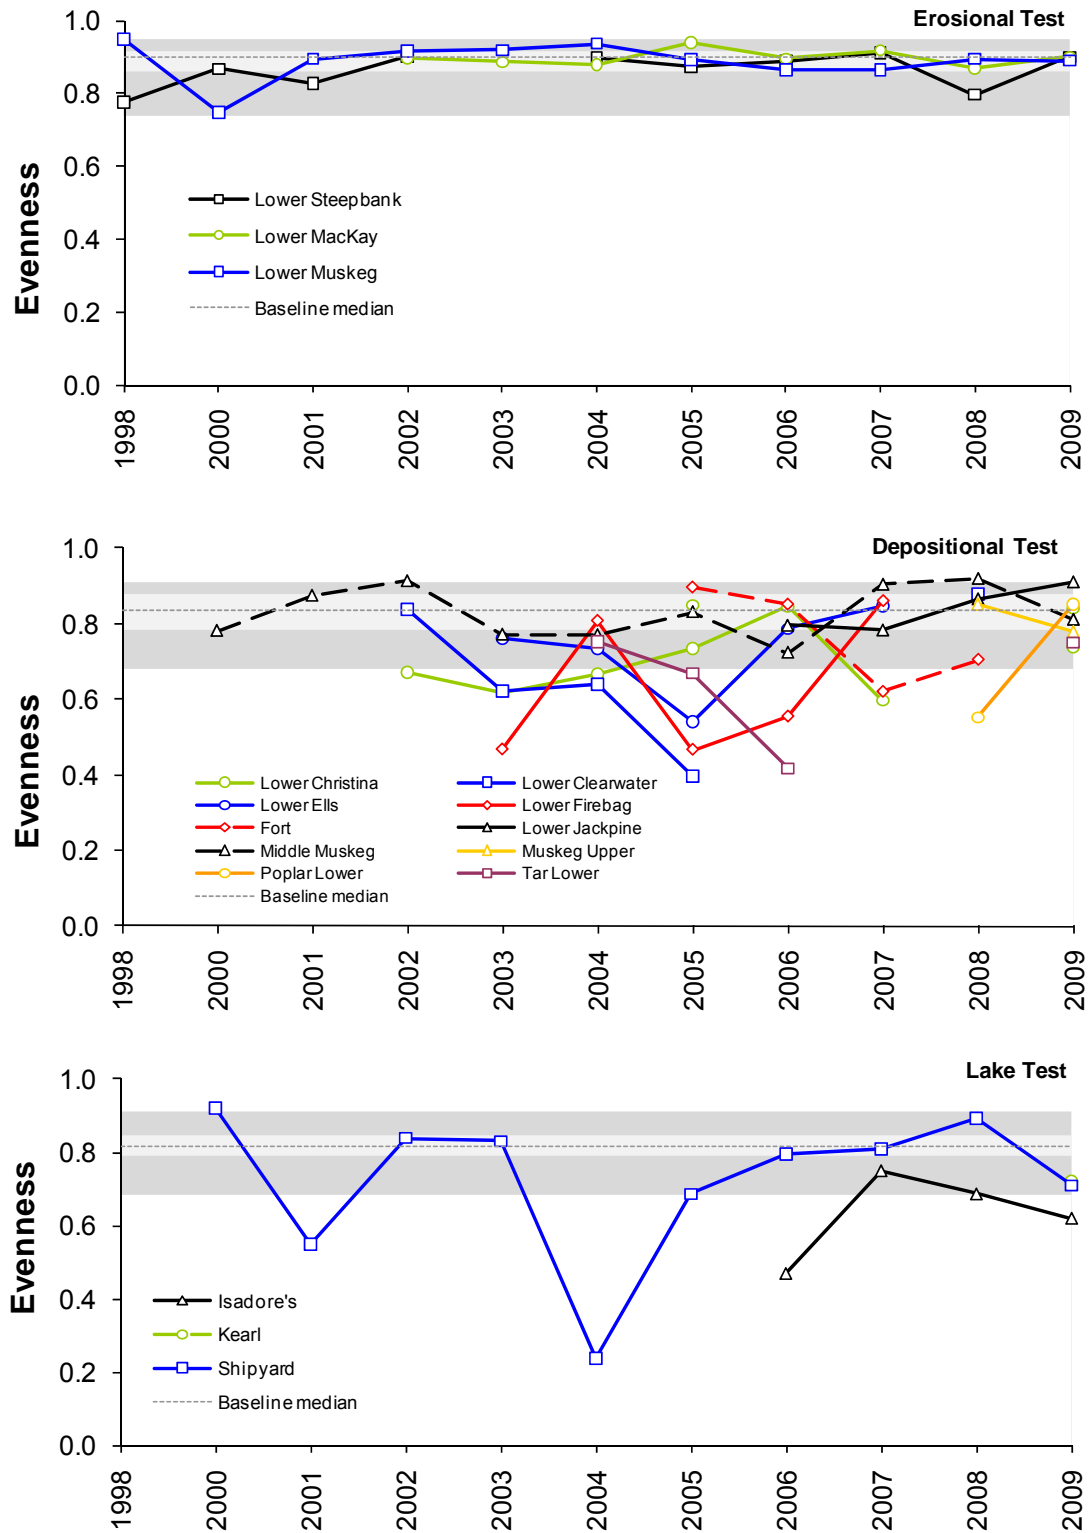 Erosional Test
1.0
0.8
0.6
0.4
0.2
0.0
Evenness
Lower Steepbank
Lower MacKay
Lower Muskeg
Baseline median
1998 2000 2001 2002 2003 2004 2005 2006 2007 2008 2009
Depositional Test
1.0
0.8
0.6
0.4
0.2
0.0
Evenness
Lower Christina Lower Clearwater
Lower Ells Lower Firebag
Fort Lower Jackpine
Middle Muskeg Muskeg Upper
Poplar Lower Tar Lower
Baseline median
1998 2000 2001 2002 2003 2004 2005 2006 2007 2008 2009
Lake Test
1.0
0.8
0.6
0.4
0.2
0.0
Evenness
Isadore's
Kearl
Shipyard
Baseline median
1998 2000 2001 2002 2003 2004 2005 2006 2007 2008 2009